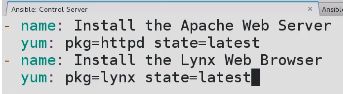 Ansible: Control Server × Ansible
- name: Install the Apache Web Server
  yum: pkg=httpd state=latest
- name: Install the Lynx Web Browser
  yum: pkg=lynx state=latest